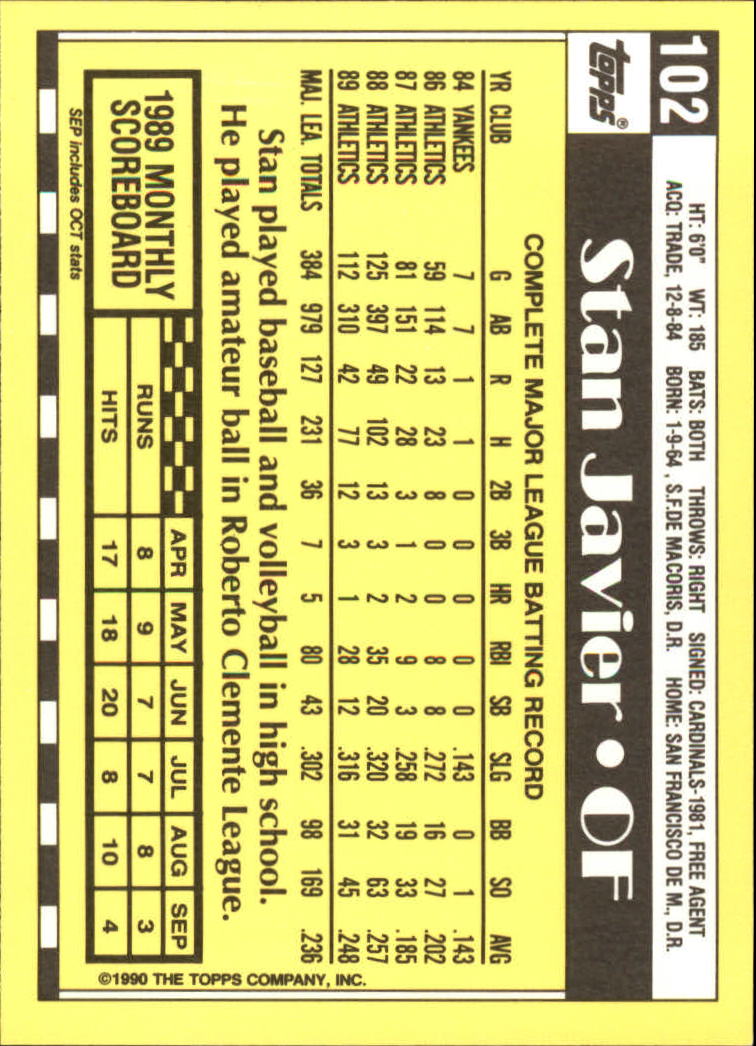 102
HT: 6'0" WT: 185 BATS: BOTH THROWS: RIGHT SIGNED: CARDINALS-1981, FREE AGENT
ACQ: TRADE, 12-8-84 BORN: 1-9-64 , S.F.DE MACORIS, D.R. HOME: SAN FRANCISCO DE M., D.R.
TOPPS®
Stan Javier • OF
COMPLETE MAJOR LEAGUE BATTING RECORD
YR CLUB G AB R H 2B 3B HR RBI SB SLG BB SO AVG
84 YANKEES 7 7 1 1 0 0 0 0 0 .143 0 1 .143
86 ATHLETICS 59 114 13 23 8 0 0 8 8 .272 16 27 .202
87 ATHLETICS 81 151 22 28 3 1 2 9 3 .258 19 33 .185
88 ATHLETICS 125 397 49 102 13 3 2 35 20 .320 32 63 .257
89 ATHLETICS 112 310 42 77 12 3 1 28 12 .316 31 45 .248
MAJ. LEA. TOTALS 384 979 127 231 36 7 5 80 43 .302 98 169 .236
Stan played baseball and volleyball in high school.
He played amateur ball in Roberto Clemente League.
1989 MONTHLY
SCOREBOARD
APR MAY JUN JUL AUG SEP
RUNS 8 9 7 7 8 3
HITS 17 18 20 8 10 4
SEP includes OCT stats
©1990 THE TOPPS COMPANY, INC.